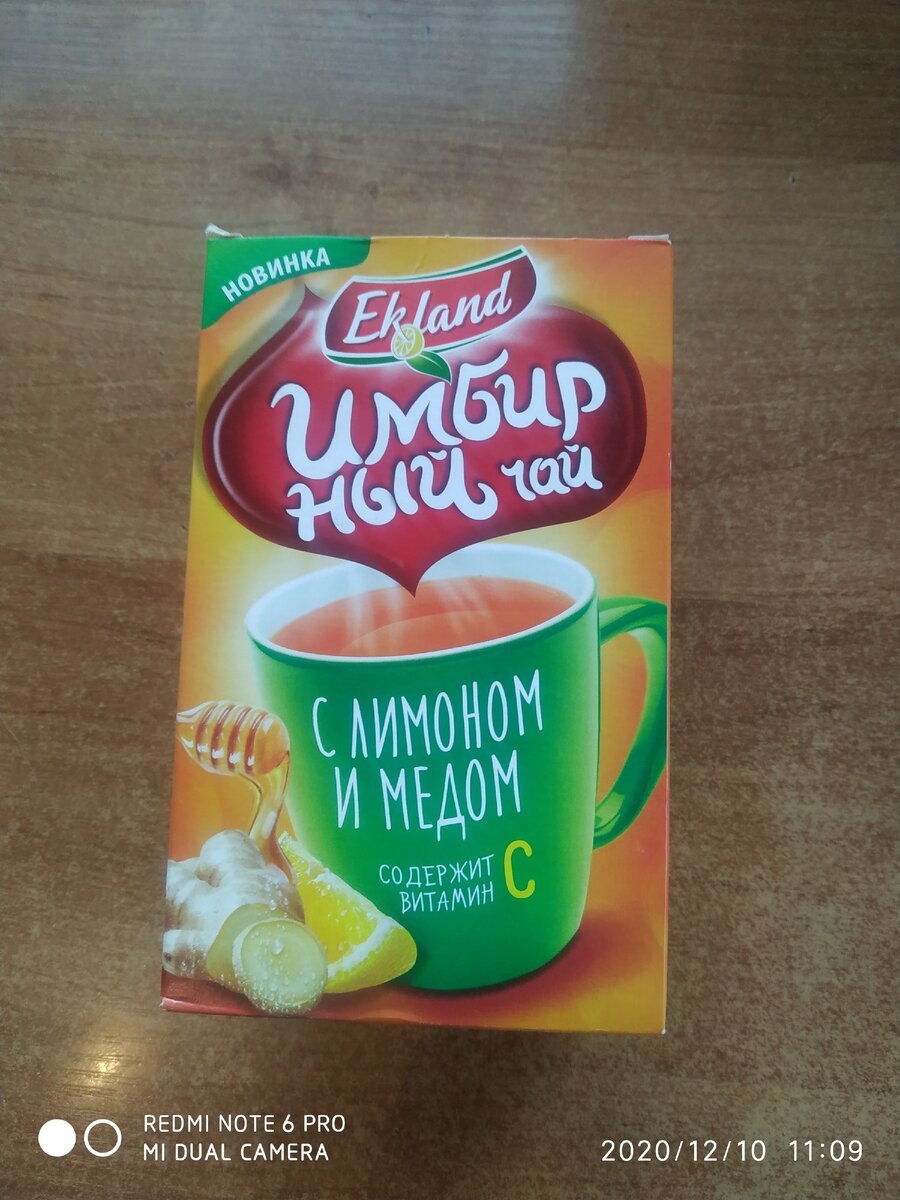 НОВИНКА
Ekland
Имбир
ный чай
С ЛИМОНОМ
И МЕДОМ
СОДЕРЖИТ
ВИТАМИН С
REDMI NOTE 6 PRO
MI DUAL CAMERA
2020/12/10 11:09